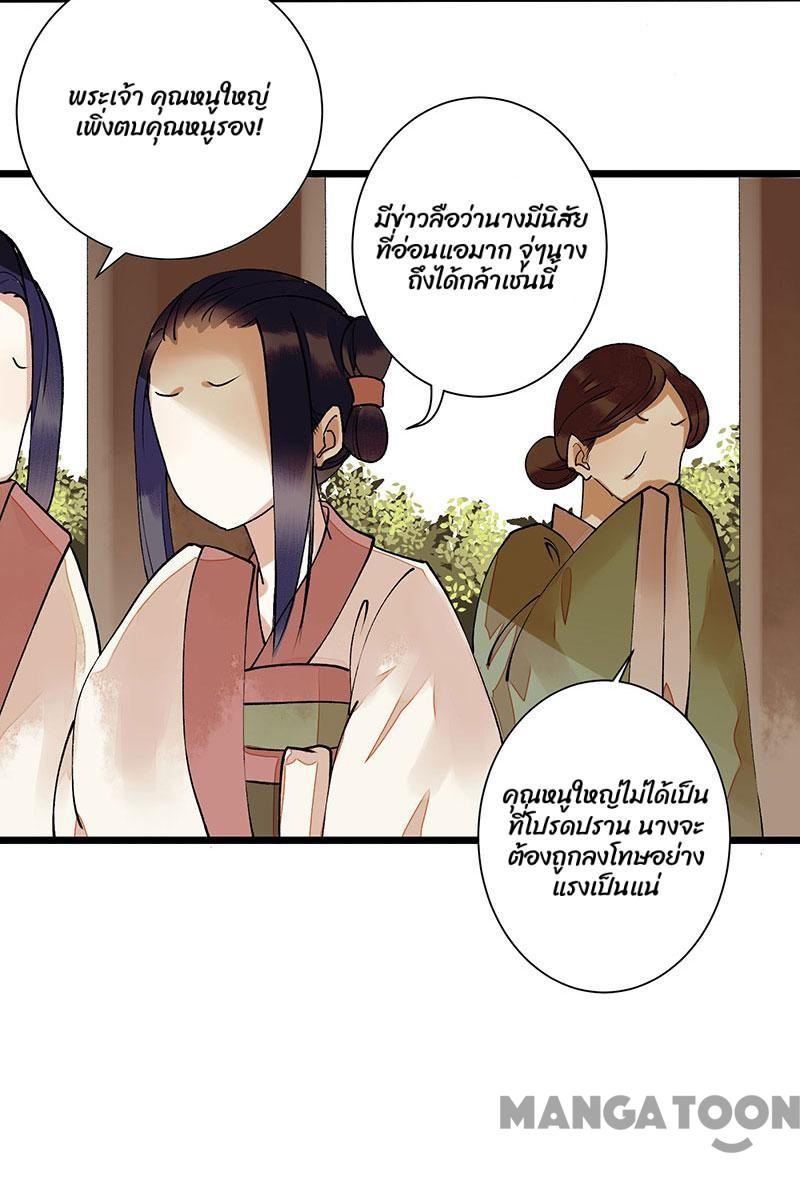 พระเจ้า คุณหนูใหญ่
เพิ่งตบคุณหนูรอง!
มีข่าวลือว่านางมีนิสัย
ที่อ่อนแอมาก จู่ๆนาง
ถึงได้กล้าเช่นนี้
คุณหนูใหญ่ไม่ได้เป็น
ที่โปรดปราน นางจะ
ต้องถูกลงโทษอย่าง
แรงเป็นแน่
MANGATOON